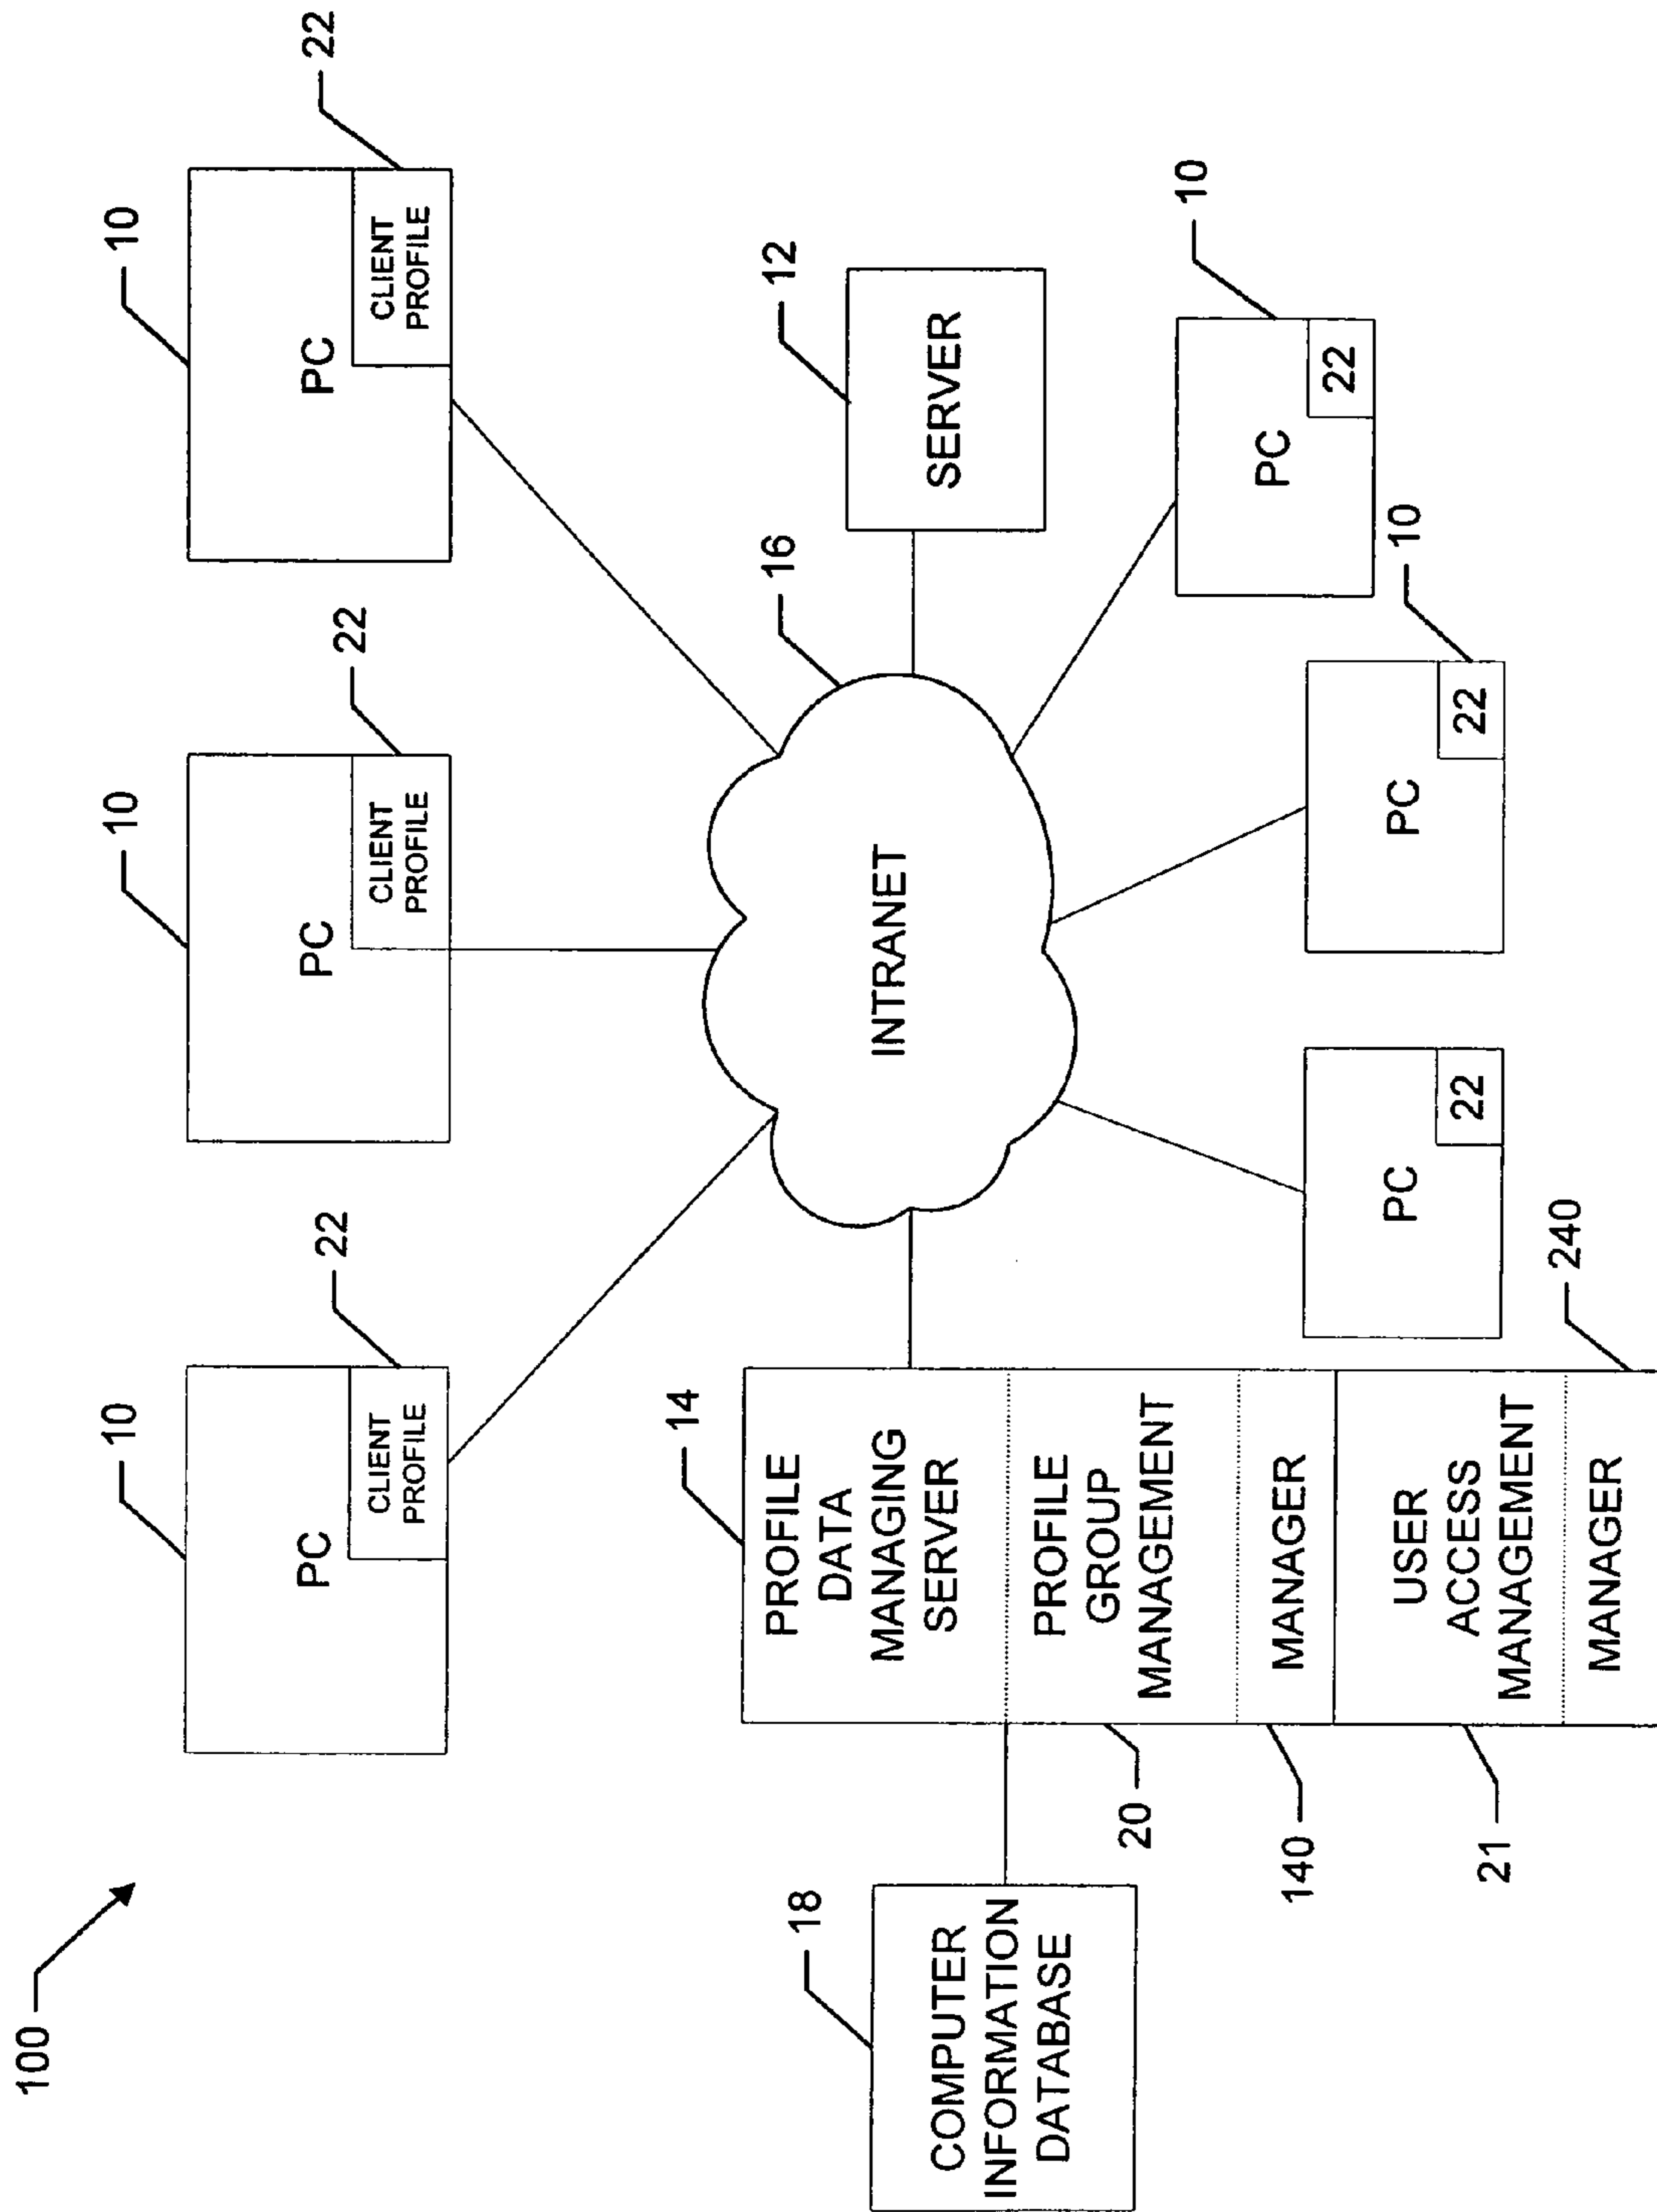 100
10
PC
22
CLIENT
PROFILE
10
PC
22
CLIENT
PROFILE
10
PC
22
CLIENT
PROFILE
14
16
12
18
COMPUTER
INFORMATION
DATABASE
PROFILE
DATA
MANAGING
SERVER
PROFILE
GROUP
MANAGEMENT
MANAGER
USER
ACCESS
MANAGEMENT
MANAGER
20
140
21
240
INTRANET
SERVER
PC
22
10
PC
22
10
PC
22